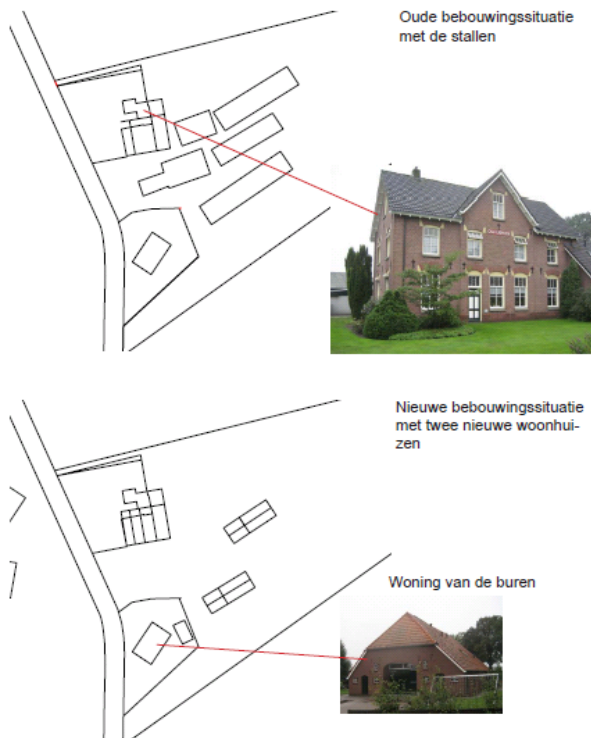 Oude bebouwingssituatie
met de stallen
Nieuwe bebouwingssituatie
met twee nieuwe woonhui-
zen
Woning van de buren